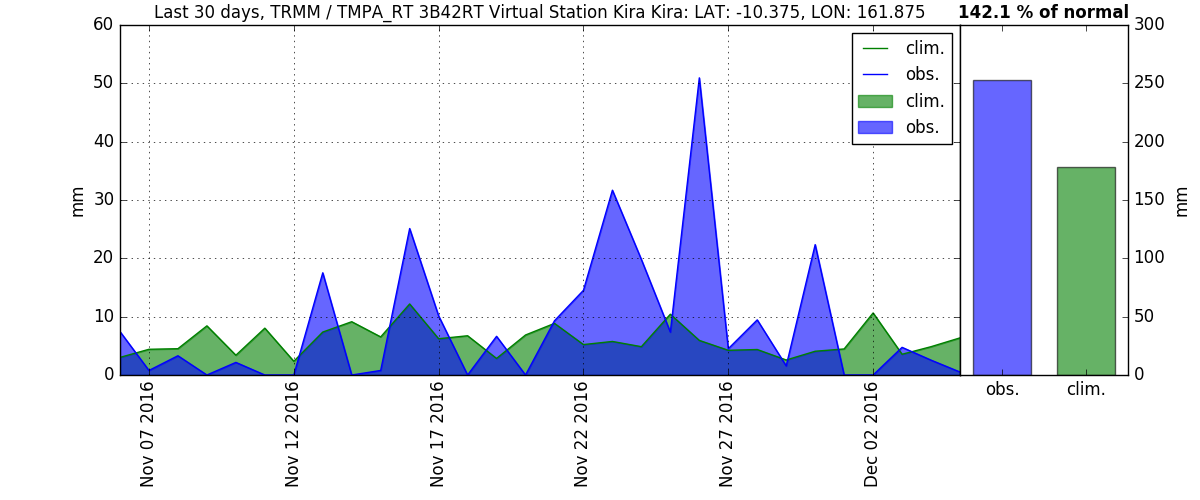 Last 30 days, TRMM / TMPA_RT 3B42RT Virtual Station Kira Kira: LAT: -10.375, LON: 161.875
142.1 % of normal
60
50
40
30
20
10
0
mm
clim.
obs.
clim.
obs.
Nov 07 2016
Nov 12 2016
Nov 17 2016
Nov 22 2016
Nov 27 2016
Dec 02 2016
300
250
200
150
100
50
0
mm
obs.
clim.